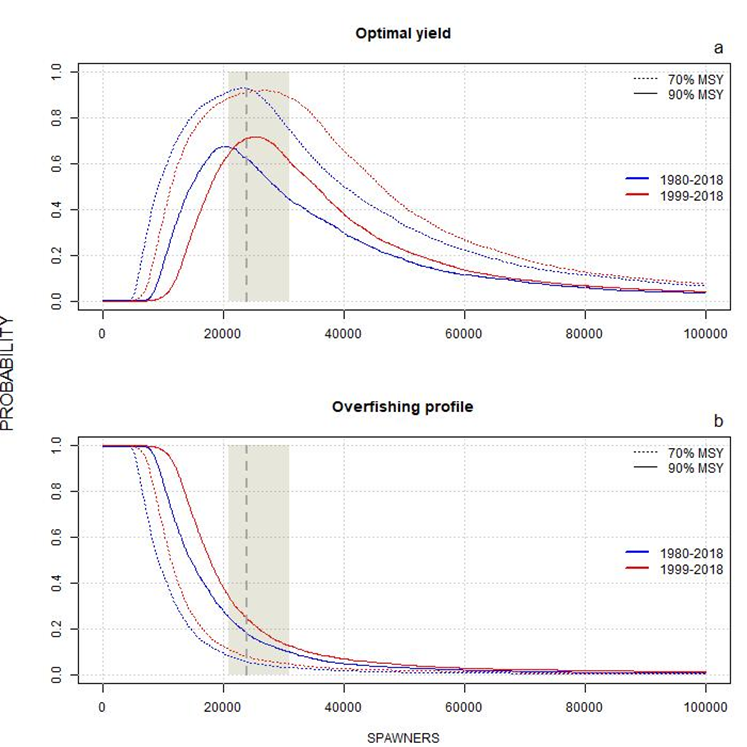 Optimal yield
a
1.0
0.8
0.6
0.4
0.2
0.0
70% MSY
90% MSY
1980-2018
1999-2018
0 20000 40000 60000 80000 100000
PROBABILITY
Overfishing profile
b
1.0
0.8
0.6
0.4
0.2
0.0
70% MSY
90% MSY
1980-2018
1999-2018
0 20000 40000 60000 80000 100000
SPAWNERS